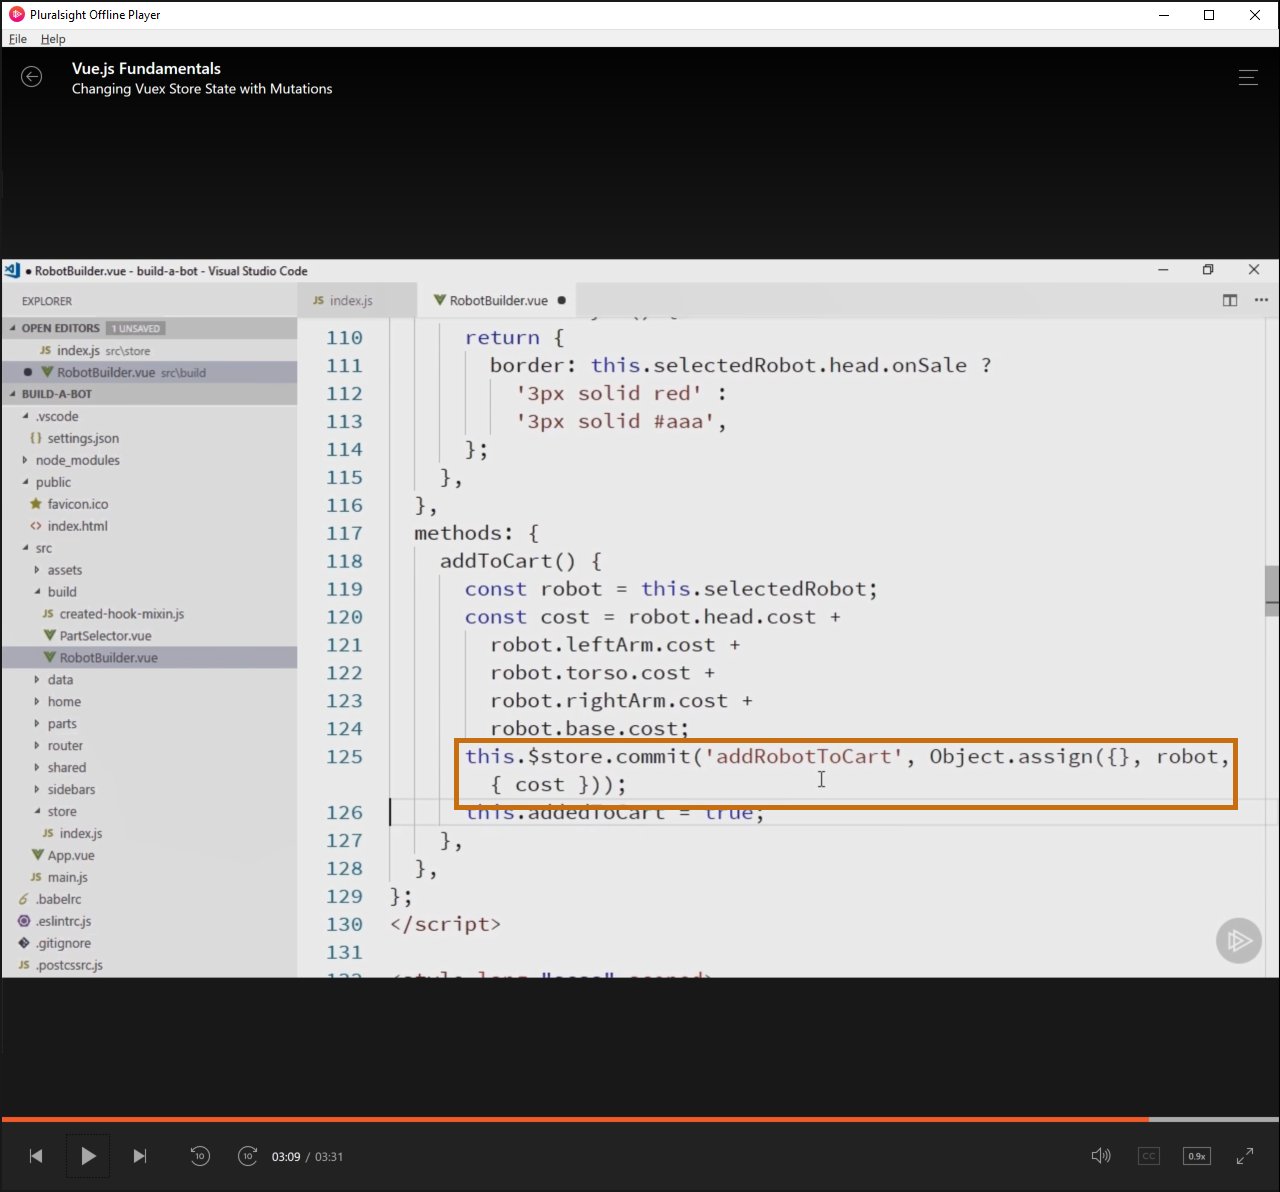 Pluralsight Offline Player
File Help
Vue.js Fundamentals
Changing Vuex Store State with Mutations
● RobotBuilder.vue - build-a-bot - Visual Studio Code
EXPLORER
JS index.js
RobotBuilder.vue ●
OPEN EDITORS 1 UNSAVED
JS index.js src\store
● RobotBuilder.vue src\build
BUILD-A-BOT
.vscode
{} settings.json
node_modules
public
favicon.ico
<> index.html
src
assets
build
JS created-hook-mixin.js
PartSelector.vue
RobotBuilder.vue
data
home
parts
router
shared
sidebars
store
JS index.js
App.vue
JS main.js
.babelrc
.eslintrc.js
.gitignore
JS .postcssrc.js
110 return {
111 border: this.selectedRobot.head.onSale ?
112 '3px solid red' :
113 '3px solid #aaa',
114 };
115 },
116 },
117 methods: {
118 addToCart() {
119 const robot = this.selectedRobot;
120 const cost = robot.head.cost +
121 robot.leftArm.cost +
122 robot.torso.cost +
123 robot.rightArm.cost +
124 robot.base.cost;
125 this.$store.commit('addRobotToCart', Object.assign({}, robot,
{ cost }));
126 this.addedToCart = true;
127 },
128 },
129 };
130 </script>
131
10 10 03:09 / 03:31 CC 0.9x